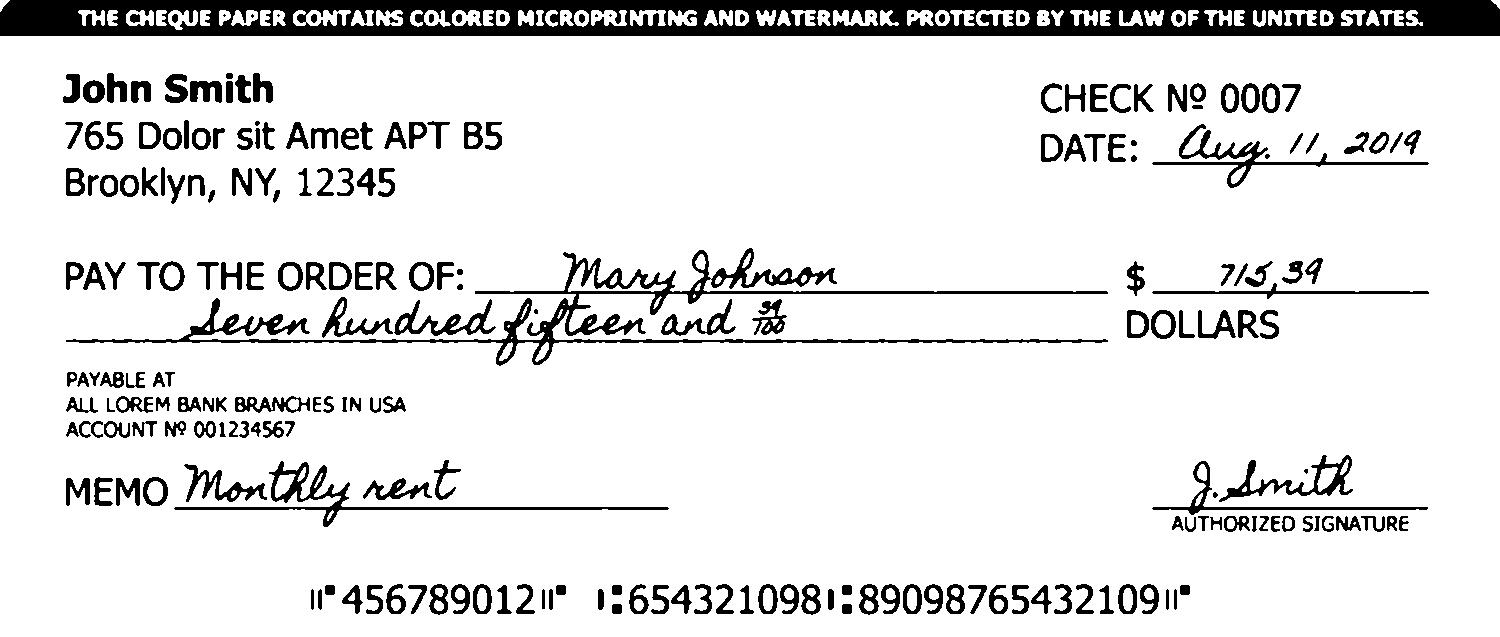 THE CHEQUE PAPER CONTAINS COLORED MICROPRINTING AND WATERMARK. PROTECTED BY THE LAW OF THE UNITED STATES.
John Smith
765 Dolor sit Amet APT B5
Brooklyn, NY, 12345
CHECK Nº 0007
DATE: Aug. 11, 2019
PAY TO THE ORDER OF: Mary Johnson $ 715,39
Seven hundred fifteen and 39/100 DOLLARS
PAYABLE AT
ALL LOREM BANK BRANCHES IN USA
ACCOUNT Nº 001234567
MEMO Monthly rent
J. Smith
AUTHORIZED SIGNATURE
⑈456789012⑈ ⑆654321098⑆89098765432109⑈